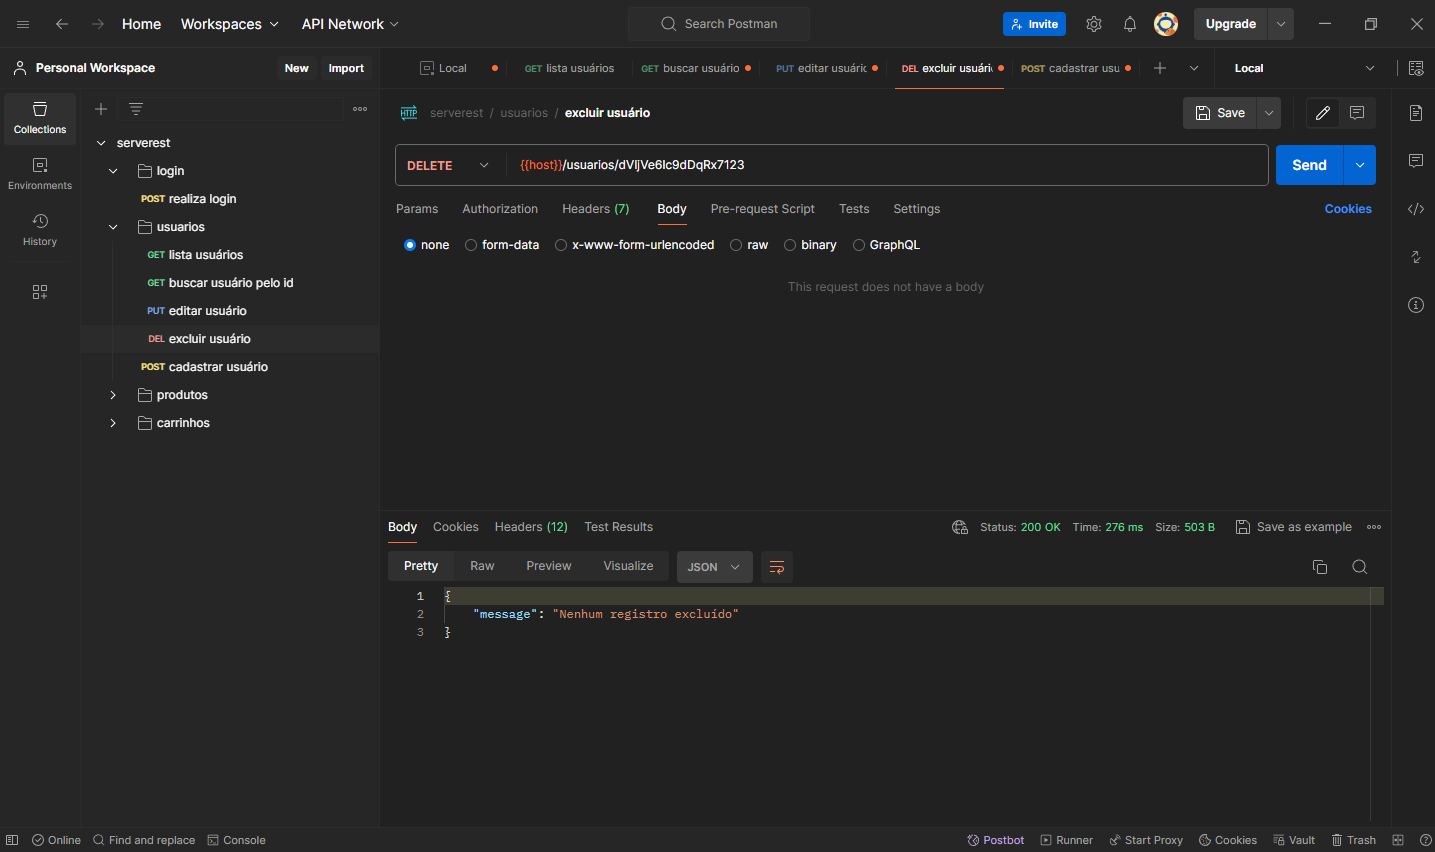 Home Workspaces API Network Search Postman Invite Upgrade
Personal Workspace New Import Local GET lista usuários GET buscar usuário PUT editar usuáric DEL excluir usuári POST cadastrar usu Local
Collections
Environments
History
serverest
login
POST realiza login
usuarios
GET lista usuários
GET buscar usuário pelo id
PUT editar usuário
DEL excluir usuário
POST cadastrar usuário
produtos
carrinhos
HTTP serverest / usuarios / excluir usuário Save
DELETE {{host}}/usuarios/dVljVe6lc9dDqRx7123 Send
Params Authorization Headers (7) Body Pre-request Script Tests Settings Cookies
none form-data x-www-form-urlencoded raw binary GraphQL
This request does not have a body
Body Cookies Headers (12) Test Results Status: 200 OK Time: 276 ms Size: 503 B Save as example
Pretty Raw Preview Visualize JSON
1 {
2 "message": "Nenhum registro excluído"
3 }
Online Find and replace Console Postbot Runner Start Proxy Cookies Vault Trash